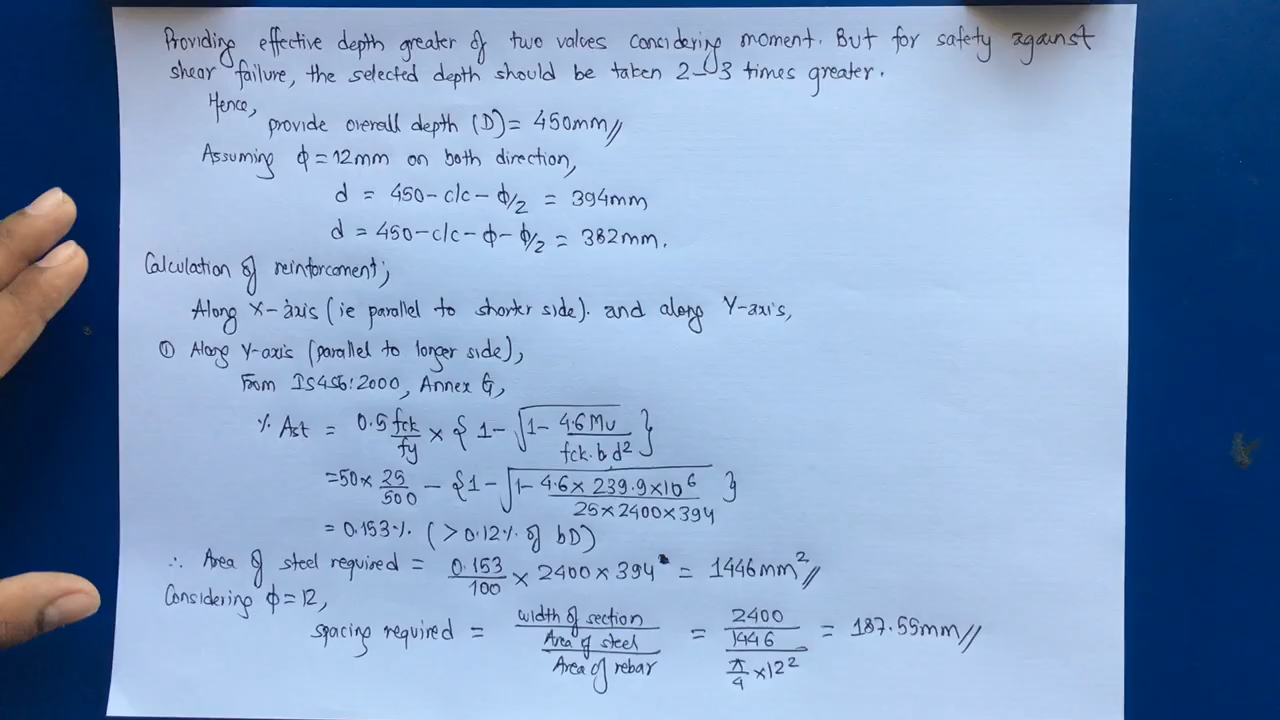 Providing effective depth greater of two values considering moment. But for safety against
shear failure, the selected depth should be taken 2-3 times greater.
Hence,
provide overall depth (D) = 450mm//
Assuming ϕ = 12mm on both direction,
d = 450 - c/c - ϕ/2 = 394mm
d = 450 - c/c - ϕ - ϕ/2 = 382mm.
Calculation of reinforcement;
Along X-axis (ie parallel to shorter side). and along Y-axis,
① Along Y-axis (parallel to longer side),
From IS456:2000, Annex G,
% Ast = 0.5 fck/fy × { 1 - √(1 - 4.6 Mu / fck.b d²) }
= 50 × 25/500 - { 1 - √(1 - 4.6 × 239.9 × 10⁶ / 25 × 2400 × 394) }
= 0.153% (> 0.12% of bD)
∴ Area of steel required = 0.153/100 × 2400 × 394 = 1446mm²//
Considering ϕ = 12,
spacing required = width of section / (Area of steel / Area of rebar) = 2400 / (1446 / (π/4 × 12²)) = 187.55mm//